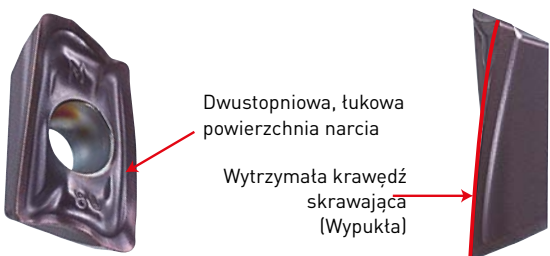 Dwustopniowa, łukowa
powierzchnia narcia
Wytrzymała krawędź
skrawająca
(Wypukła)
M